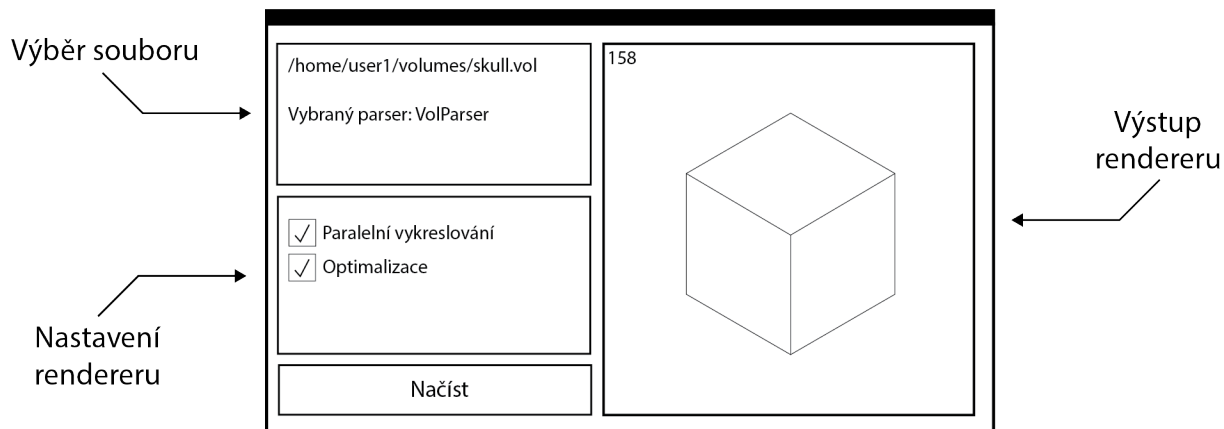 Výběr souboru
/home/user1/volumes/skull.vol
Vybraný parser: VolParser
158
Výstup
rendereru
Paralelní vykreslování
Optimalizace
Nastavení
rendereru
Načíst